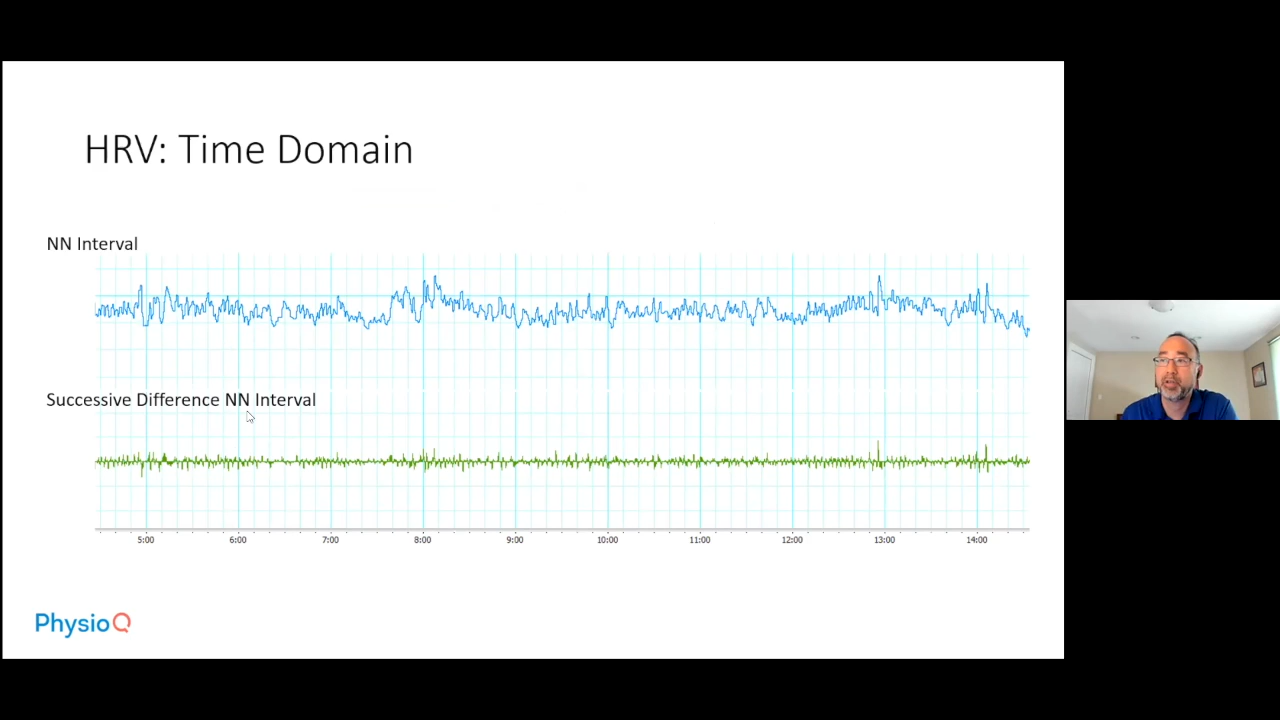 HRV: Time Domain
NN Interval
Successive Difference NN Interval
5:00 6:00 7:00 8:00 9:00 10:00 11:00 12:00 13:00 14:00
PhysioQ